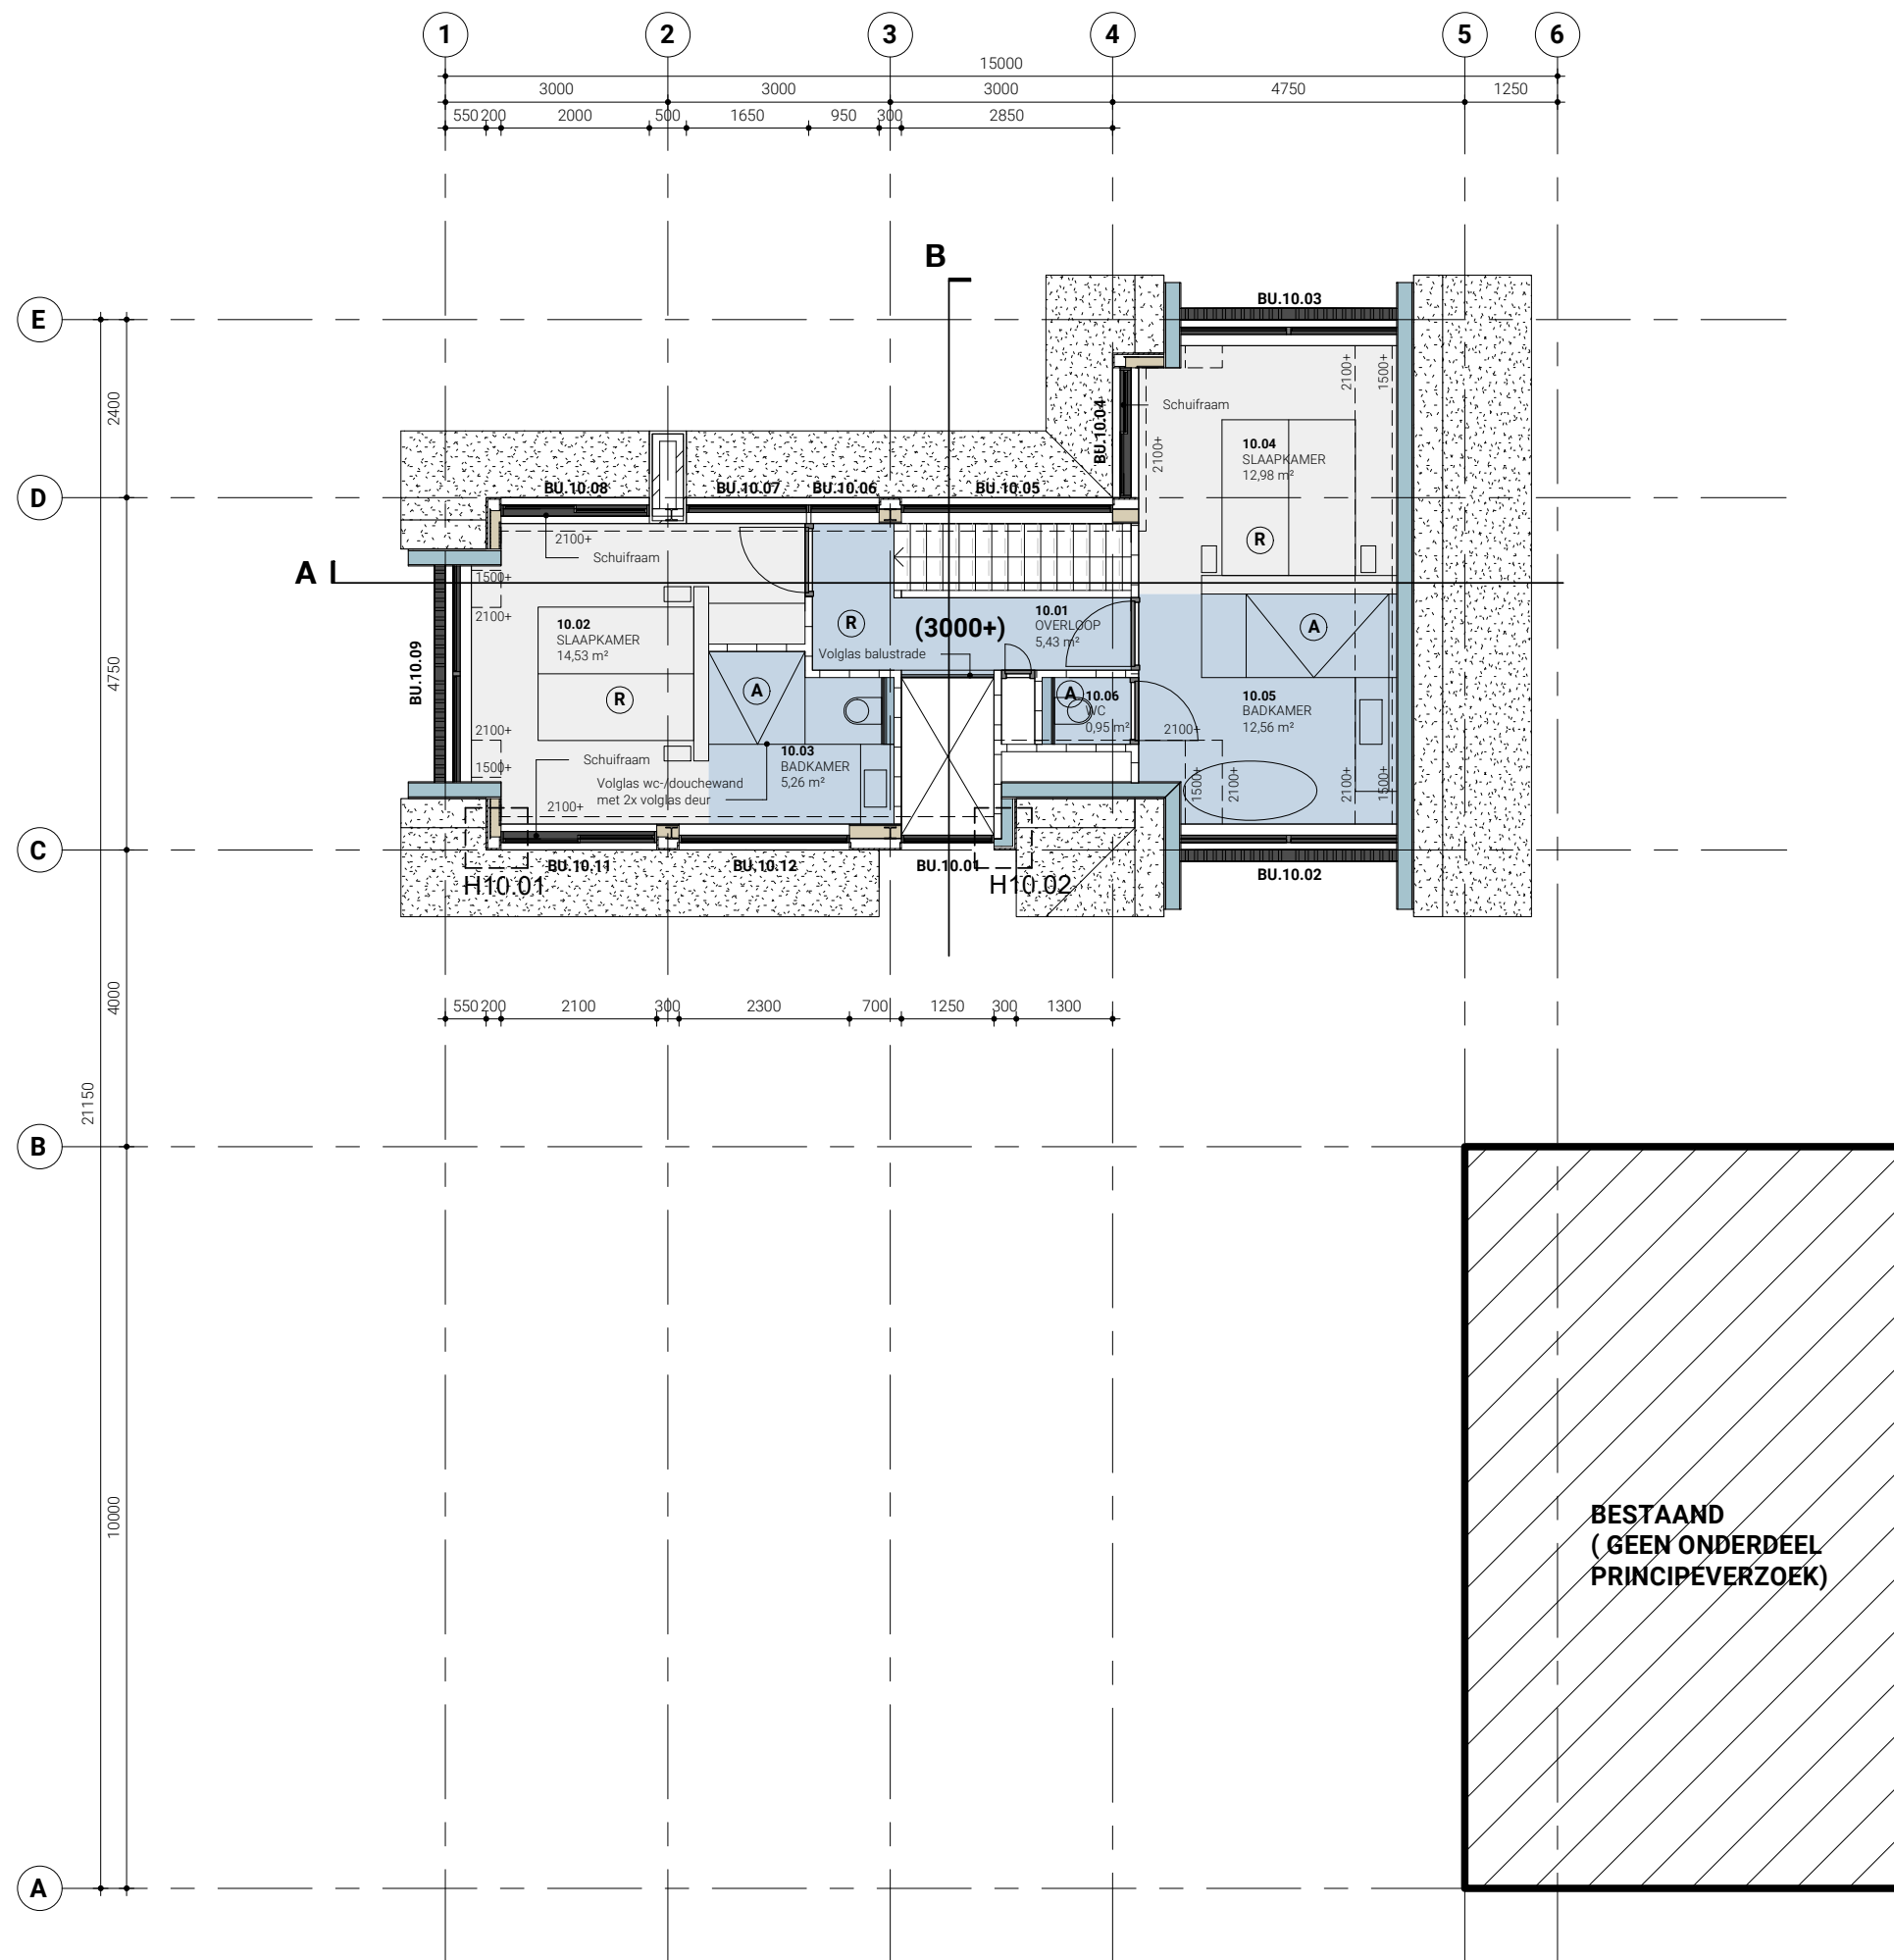 1 2 3 4 5 6
15000
3000 3000 3000 4750 1250
550 200 2000 500 1650 950 300 2850
B
E
BU.10.03
2400
2100+ 1500+
Schuifraam
BU.10.04
2100+
10.04
SLAAPKAMER
12,98 m²
R
D
BU.10.08 BU.10.07 BU.10.06 BU.10.05
2100+
Schuifraam
A
1500+
2100+
10.02
SLAAPKAMER
14,53 m²
R
BU.10.09
4750
R
(3000+)
10.01
OVERLOOP
5,43 m²
Volglas balustrade
A
A
A
10.06
WC
0,95 m²
10.05
BADKAMER
12,56 m²
2100+
2100+
1500+
Schuifraam
10.03
BADKAMER
5,26 m²
Volglas wc-/douchewand
met 2x volglas deur
2100+
1500+ 2100+ 2100+ 1500+
C
BU.10.11 BU.10.12 BU.10.01 BU.10.02
H10.01 H10.02
4000
550 200 2100 300 2300 700 1250 300 1300
21150
B
10000
BESTAAND
( GEEN ONDERDEEL
PRINCIPEVERZOEK)
A